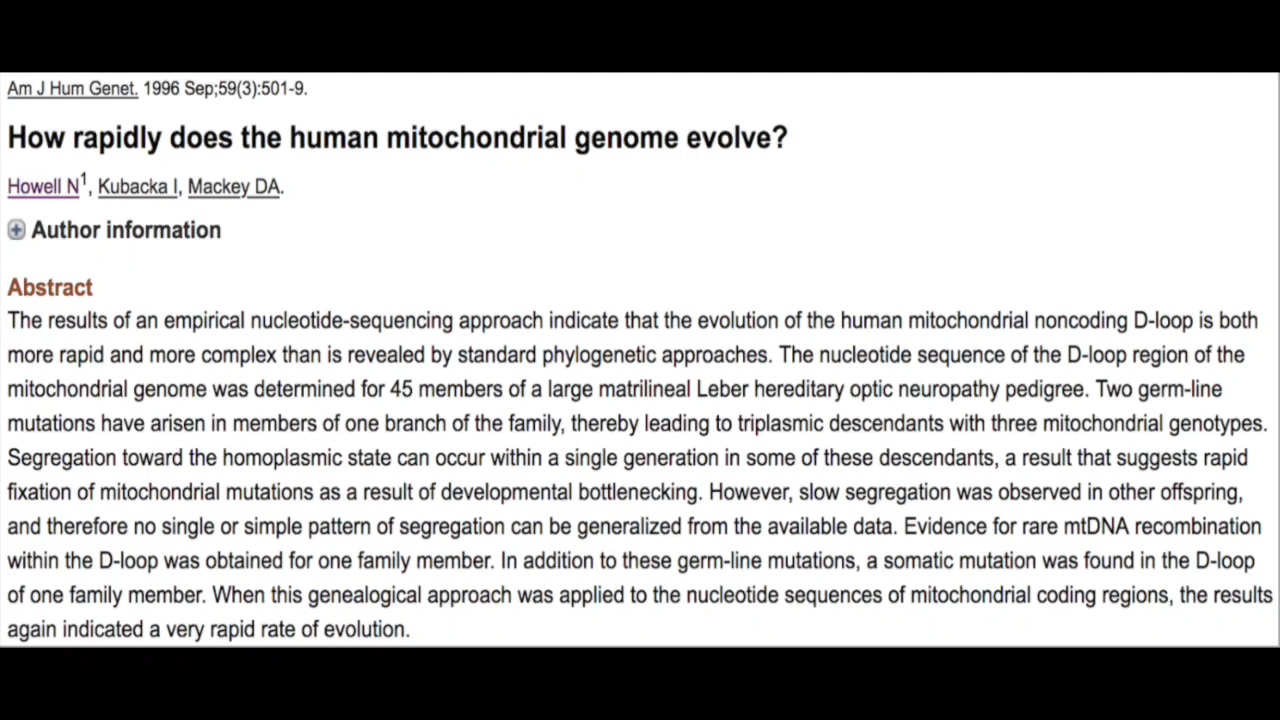 Am J Hum Genet. 1996 Sep;59(3):501-9.
How rapidly does the human mitochondrial genome evolve?
Howell N1, Kubacka I, Mackey DA.
Author information
Abstract
The results of an empirical nucleotide-sequencing approach indicate that the evolution of the human mitochondrial noncoding D-loop is both
more rapid and more complex than is revealed by standard phylogenetic approaches. The nucleotide sequence of the D-loop region of the
mitochondrial genome was determined for 45 members of a large matrilineal Leber hereditary optic neuropathy pedigree. Two germ-line
mutations have arisen in members of one branch of the family, thereby leading to triplasmic descendants with three mitochondrial genotypes.
Segregation toward the homoplasmic state can occur within a single generation in some of these descendants, a result that suggests rapid
fixation of mitochondrial mutations as a result of developmental bottlenecking. However, slow segregation was observed in other offspring,
and therefore no single or simple pattern of segregation can be generalized from the available data. Evidence for rare mtDNA recombination
within the D-loop was obtained for one family member. In addition to these germ-line mutations, a somatic mutation was found in the D-loop
of one family member. When this genealogical approach was applied to the nucleotide sequences of mitochondrial coding regions, the results
again indicated a very rapid rate of evolution.